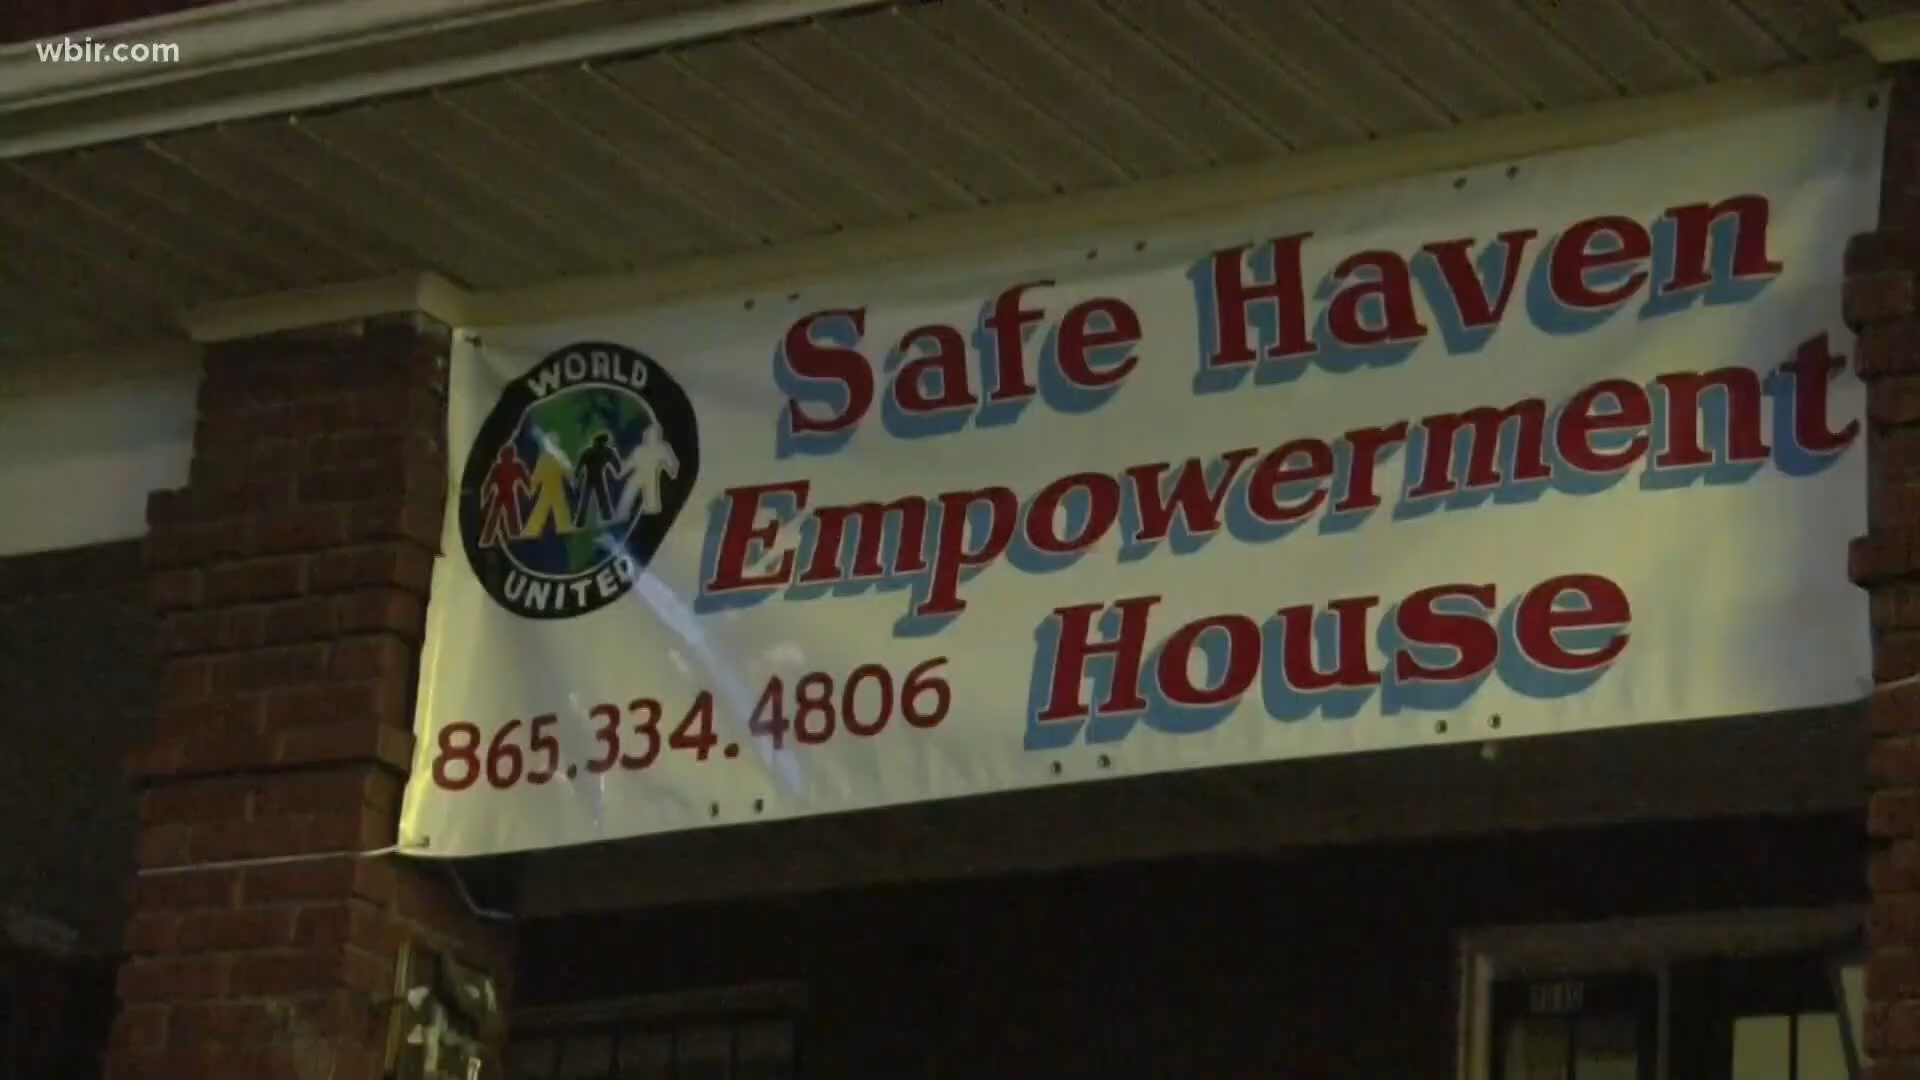 wbir.com
WORLD
UNITED
Safe Haven
Empowerment
House
865.334.4806